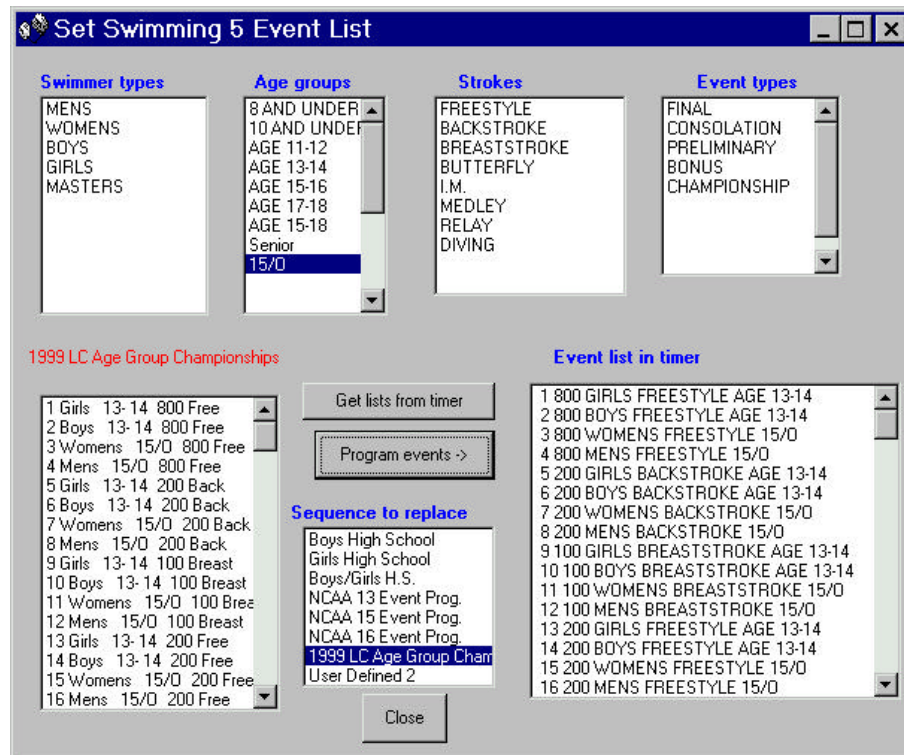 Set Swimming 5 Event List
Swimmer types
MENS
WOMENS
BOYS
GIRLS
MASTERS
Age groups
8 AND UNDER
10 AND UNDER
AGE 11-12
AGE 13-14
AGE 15-16
AGE 17-18
AGE 15-18
Senior
15/O
Strokes
FREESTYLE
BACKSTROKE
BREASTSTROKE
BUTTERFLY
I.M.
MEDLEY
RELAY
DIVING
Event types
FINAL
CONSOLATION
PRELIMINARY
BONUS
CHAMPIONSHIP
1999 LC Age Group Championships
1 Girls 13-14 800 Free
2 Boys 13-14 800 Free
3 Womens 15/O 800 Free
4 Mens 15/O 800 Free
5 Girls 13-14 200 Back
6 Boys 13-14 200 Back
7 Womens 15/O 200 Back
8 Mens 15/O 200 Back
9 Girls 13-14 100 Breast
10 Boys 13-14 100 Breast
11 Womens 15/O 100 Brea
12 Mens 15/O 100 Breast
13 Girls 13-14 200 Free
14 Boys 13-14 200 Free
15 Womens 15/O 200 Free
16 Mens 15/O 200 Free
Get lists from timer
Program events ->
Sequence to replace
Boys High School
Girls High School
Boys/Girls H.S.
NCAA 13 Event Prog.
NCAA 15 Event Prog.
NCAA 16 Event Prog.
1999 LC Age Group Cham
User Defined 2
Close
Event list in timer
1 800 GIRLS FREESTYLE AGE 13-14
2 800 BOYS FREESTYLE AGE 13-14
3 800 WOMENS FREESTYLE 15/O
4 800 MENS FREESTYLE 15/O
5 200 GIRLS BACKSTROKE AGE 13-14
6 200 BOYS BACKSTROKE AGE 13-14
7 200 WOMENS BACKSTROKE 15/O
8 200 MENS BACKSTROKE 15/O
9 100 GIRLS BREASTSTROKE AGE 13-14
10 100 BOYS BREASTSTROKE AGE 13-14
11 100 WOMENS BREASTSTROKE 15/O
12 100 MENS BREASTSTROKE 15/O
13 200 GIRLS FREESTYLE AGE 13-14
14 200 BOYS FREESTYLE AGE 13-14
15 200 WOMENS FREESTYLE 15/O
16 200 MENS FREESTYLE 15/O